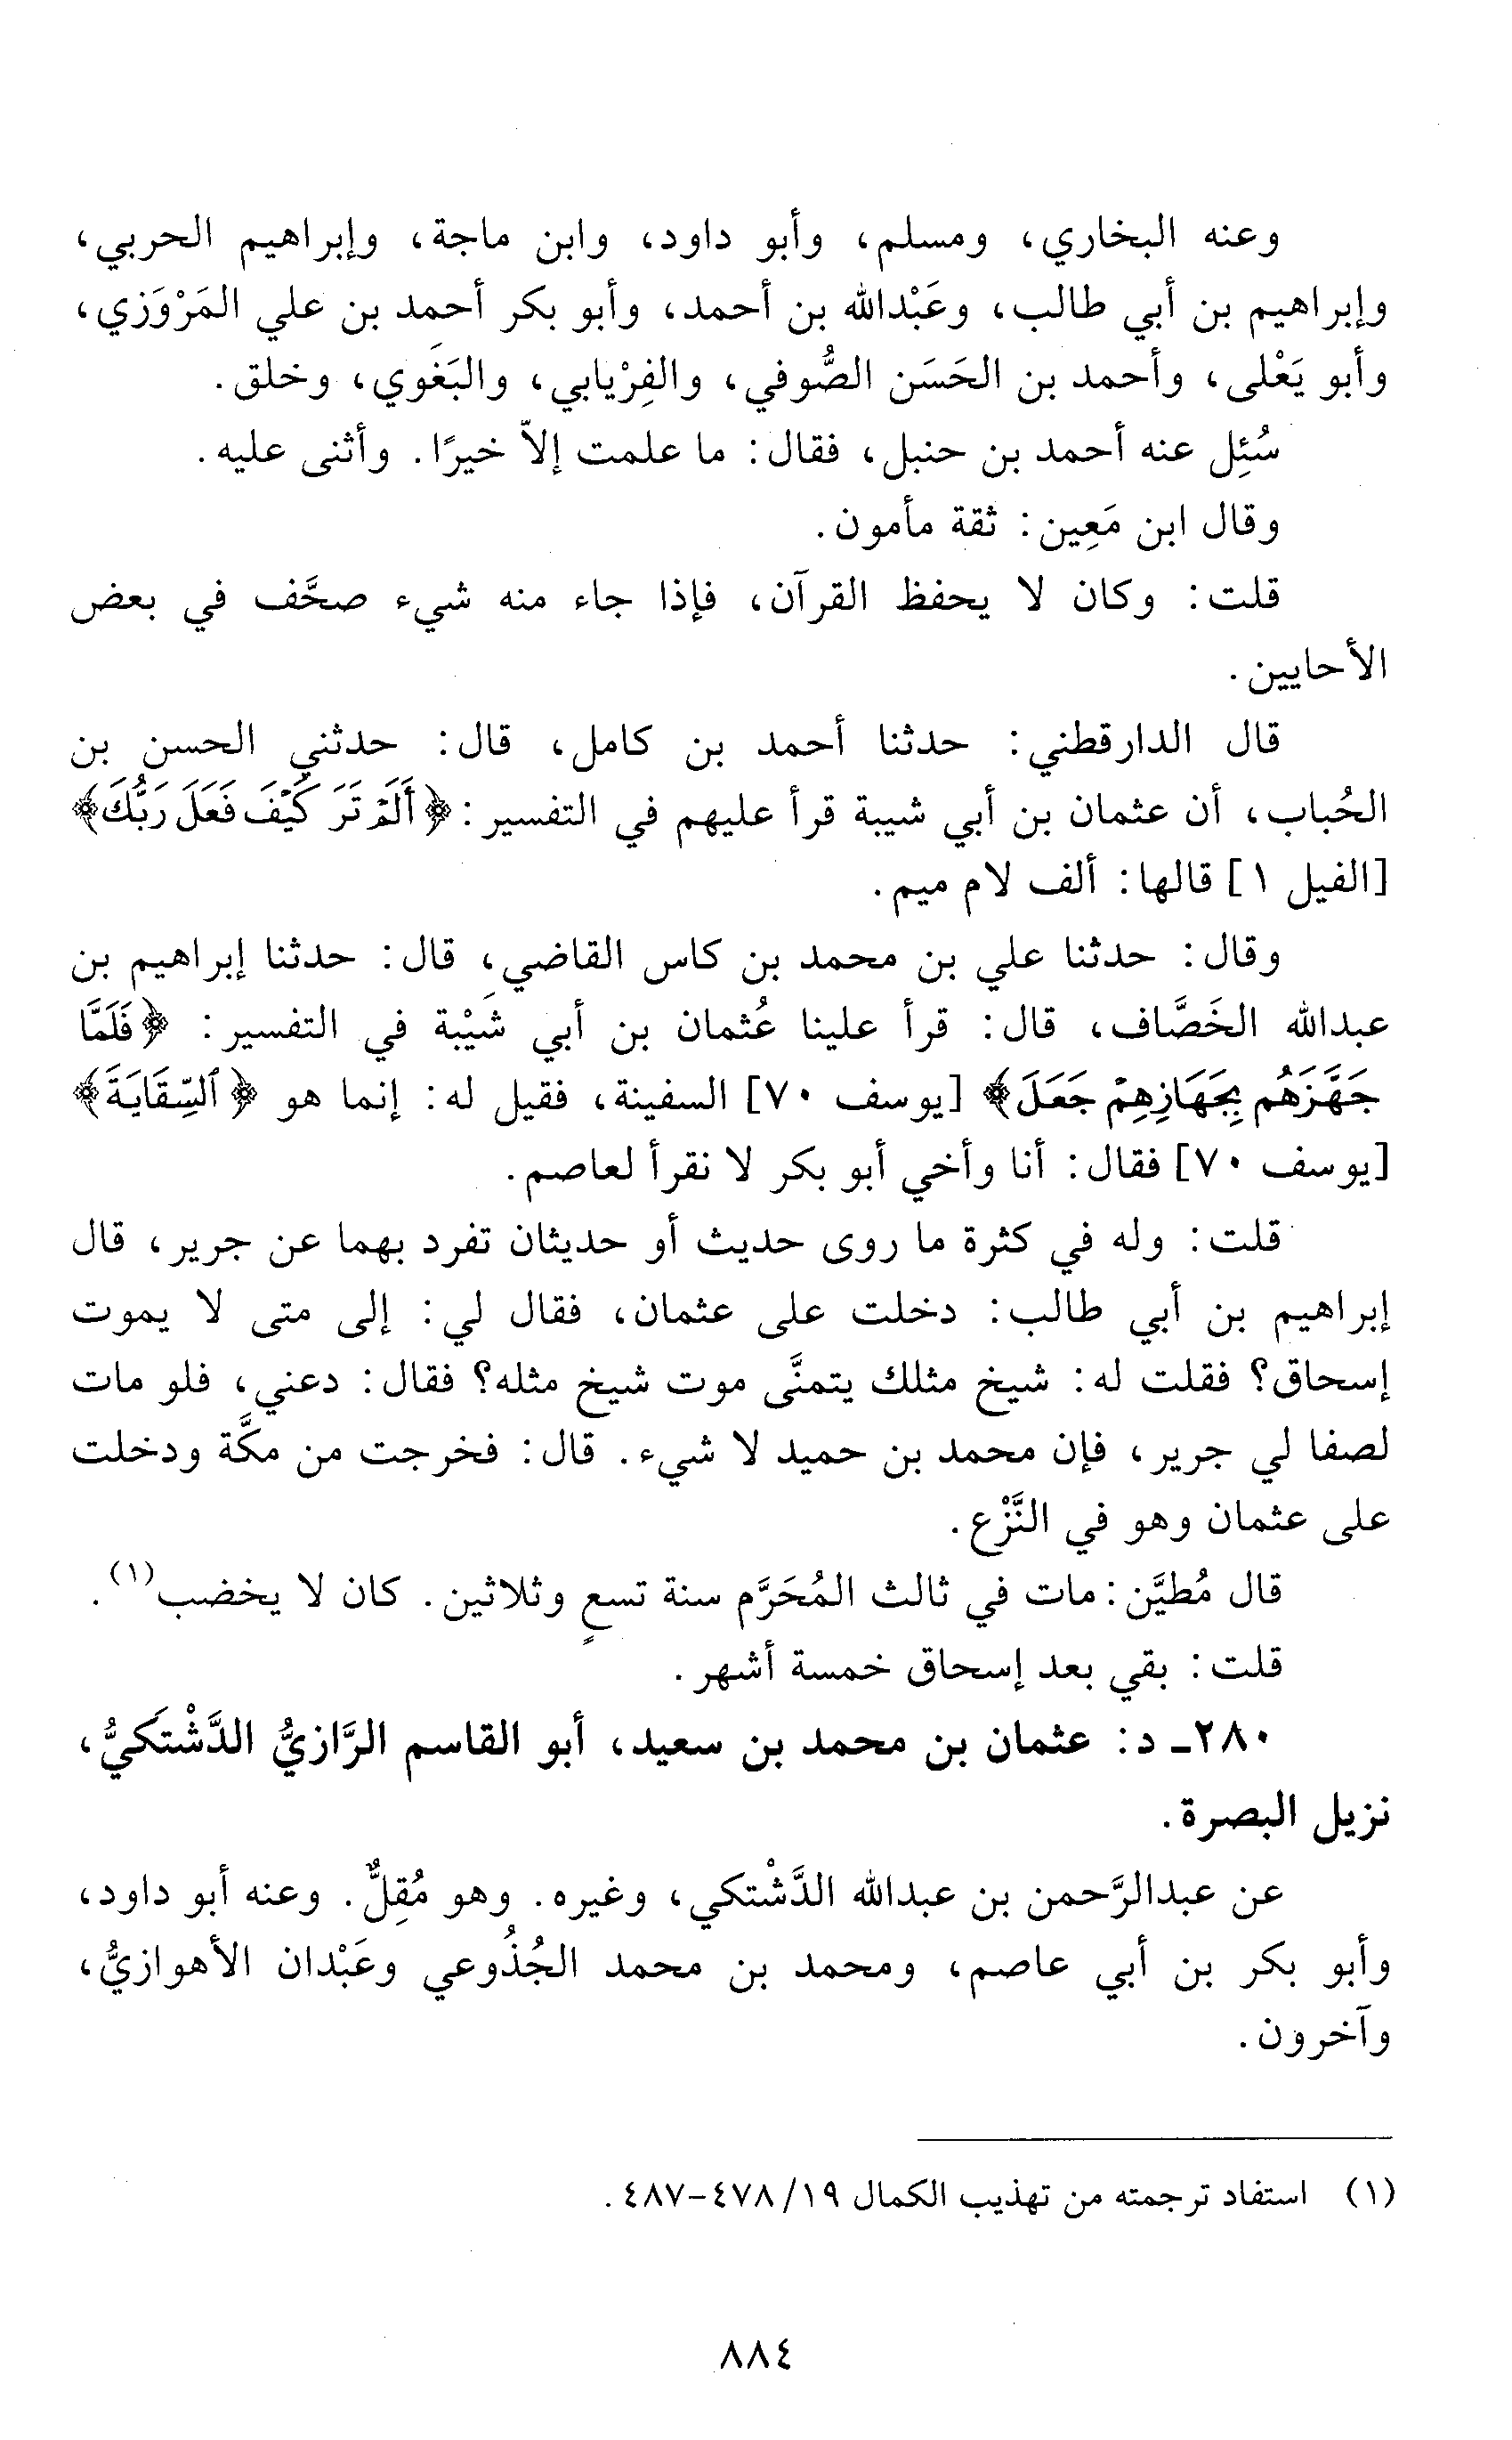 وعنه البخاري، ومسلم، وأبو داود، وابن ماجة، وإبراهيم الحربي،
وإبراهيم بن أبي طالب، وعَبْدالله بن أحمد، وأبو بكر أحمد بن علي المَرْوَزي،
وأبو يَعْلى، وأحمد بن الحَسَن الصُّوفي، والفِرْيابي، والبَغَوي، وخلق.
سُئِل عنه أحمد بن حنبل، فقال: ما علمت إلاّ خيرًا. وأثنى عليه.
وقال ابن مَعِين: ثقة مأمون.
قلت: وكان لا يحفظ القرآن، فإذا جاء منه شيء صحَّف في بعض
الأحايين.
قال الدارقطني: حدثنا أحمد بن كامل، قال: حدثني الحسن بن
الحُباب، أن عثمان بن أبي شيبة قرأ عليهم في التفسير: ﴿أَلَمْ تَرَ كَيْفَ فَعَلَ رَبُّكَ﴾
[الفيل ١] قالها: ألف لام ميم.
وقال: حدثنا علي بن محمد بن كاس القاضي، قال: حدثنا إبراهيم بن
عبدالله الخَصَّاف، قال: قرأ علينا عُثمان بن أبي شَيْبة في التفسير: ﴿فَلَمَّا
جَهَّزَهُم بِجَهَازِهِمْ جَعَلَ﴾ [يوسف ٧٠] السفينة، فقيل له: إنما هو ﴿ٱلسِّقَايَةَ﴾
[يوسف ٧٠] فقال: أنا وأخي أبو بكر لا نقرأ لعاصم.
قلت: وله في كثرة ما روى حديث أو حديثان تفرد بهما عن جرير، قال
إبراهيم بن أبي طالب: دخلت على عثمان، فقال لي: إلى متى لا يموت
إسحاق؟ فقلت له: شيخ مثلك يتمنَّى موت شيخ مثله؟ فقال: دعني، فلو مات
لصفا لي جرير، فإن محمد بن حميد لا شيء. قال: فخرجت من مكَّة ودخلت
على عثمان وهو في النَّزْع.
قال مُطيَّن: مات في ثالث المُحَرَّم سنة تسعٍ وثلاثين. كان لا يخضب(١).
قلت: بقي بعد إسحاق خمسة أشهر.
٢٨٠ـ د: عثمان بن محمد بن سعيد، أبو القاسم الرَّازيُّ الدَّشْتَكيُّ،
نزيل البصرة.
عن عبدالرَّحمن بن عبدالله الدَّشْتكي، وغيره. وهو مُقِلٌّ. وعنه أبو داود،
وأبو بكر بن أبي عاصم، ومحمد بن محمد الجُذُوعي وعَبْدان الأهوازيُّ،
وآخرون.
(١) استفاد ترجمته من تهذيب الكمال ١٩/ ٤٧٨-٤٨٧.
٨٨٤